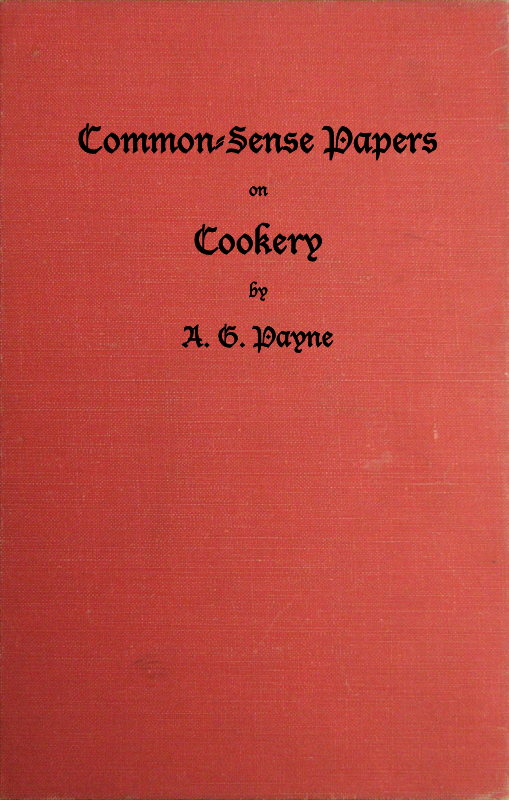 Common-Sense Papers
on
Cookery
by
A. G. Payne